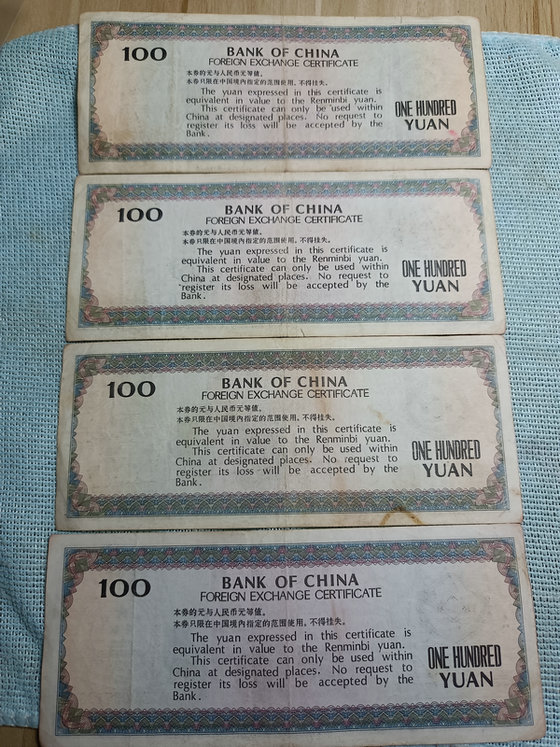 100
BANK OF CHINA
FOREIGN EXCHANGE CERTIFICATE
本券的元与人民币元等值。
本券只限在中国境内指定的范围使用,不得挂失。
The yuan expressed in this certificate is
equivalent in value to the Renminbi yuan.
This certificate can only be used within
China at designated places. No request to
register its loss will be accepted by the
Bank.
ONE HUNDRED
YUAN
100
BANK OF CHINA
FOREIGN EXCHANGE CERTIFICATE
本券的元与人民币元等值。
本券只限在中国境内指定的范围使用,不得挂失。
The yuan expressed in this certificate is
equivalent in value to the Renminbi yuan.
This certificate can only be used within
China at designated places. No request to
register its loss will be accepted by the
Bank.
ONE HUNDRED
YUAN
100
BANK OF CHINA
FOREIGN EXCHANGE CERTIFICATE
本券的元与人民币元等值。
本券只限在中国境内指定的范围使用,不得挂失。
The yuan expressed in this certificate is
equivalent in value to the Renminbi yuan.
This certificate can only be used within
China at designated places. No request to
register its loss will be accepted by the
Bank.
ONE HUNDRED
YUAN
100
BANK OF CHINA
FOREIGN EXCHANGE CERTIFICATE
本券的元与人民币元等值。
本券只限在中国境内指定的范围使用,不得挂失。
The yuan expressed in this certificate is
equivalent in value to the Renminbi yuan.
This certificate can only be used within
China at designated places. No request to
register its loss will be accepted by the
Bank.
ONE HUNDRED
YUAN